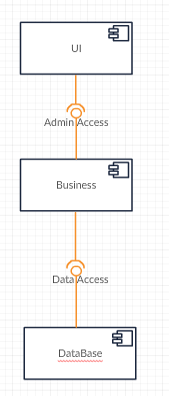 UI
Admin Access
Business
Data Access
DataBase